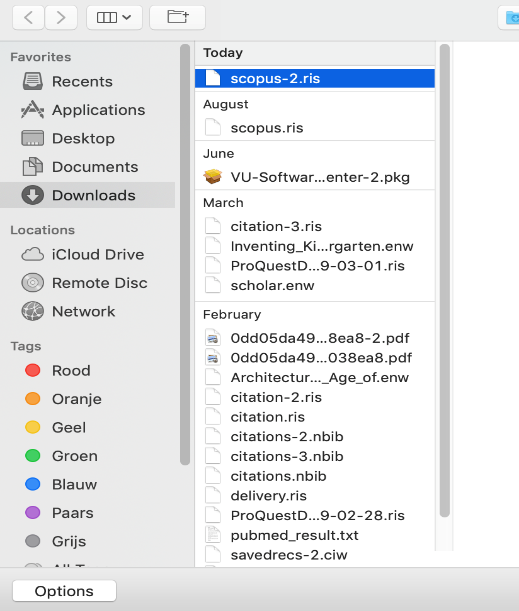 Favorites
Recents
Applications
Desktop
Documents
Downloads
Locations
iCloud Drive
Remote Disc
Network
Tags
Rood
Oranje
Geel
Groen
Blauw
Paars
Grijs
Today
scopus-2.ris
August
scopus.ris
June
VU-Softwar...enter-2.pkg
March
citation-3.ris
Inventing_Ki...rgarten.enw
ProQuestD...9-03-01.ris
scholar.enw
February
0dd05da49...8ea8-2.pdf
0dd05da49...038ea8.pdf
Architectur..._Age_of.enw
citation-2.ris
citation.ris
citations-2.nbib
citations-3.nbib
citations.nbib
delivery.ris
ProQuestD...9-02-28.ris
pubmed_result.txt
savedrecs-2.ciw
Options